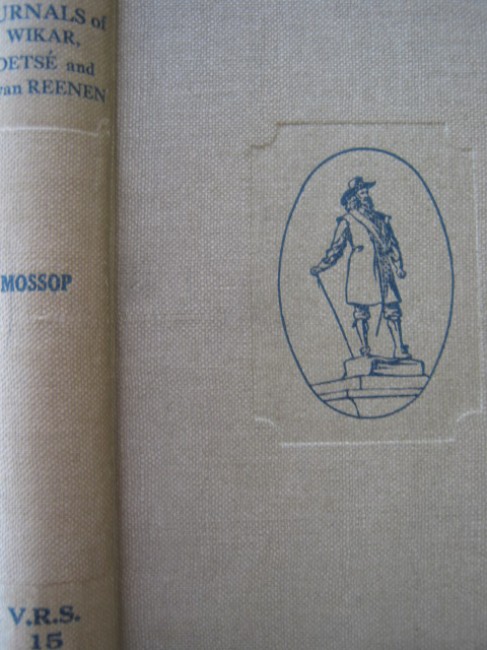 URNALS of
WIKAR,
OETSÉ and
van REENEN
MOSSOP
V.R.S.
15